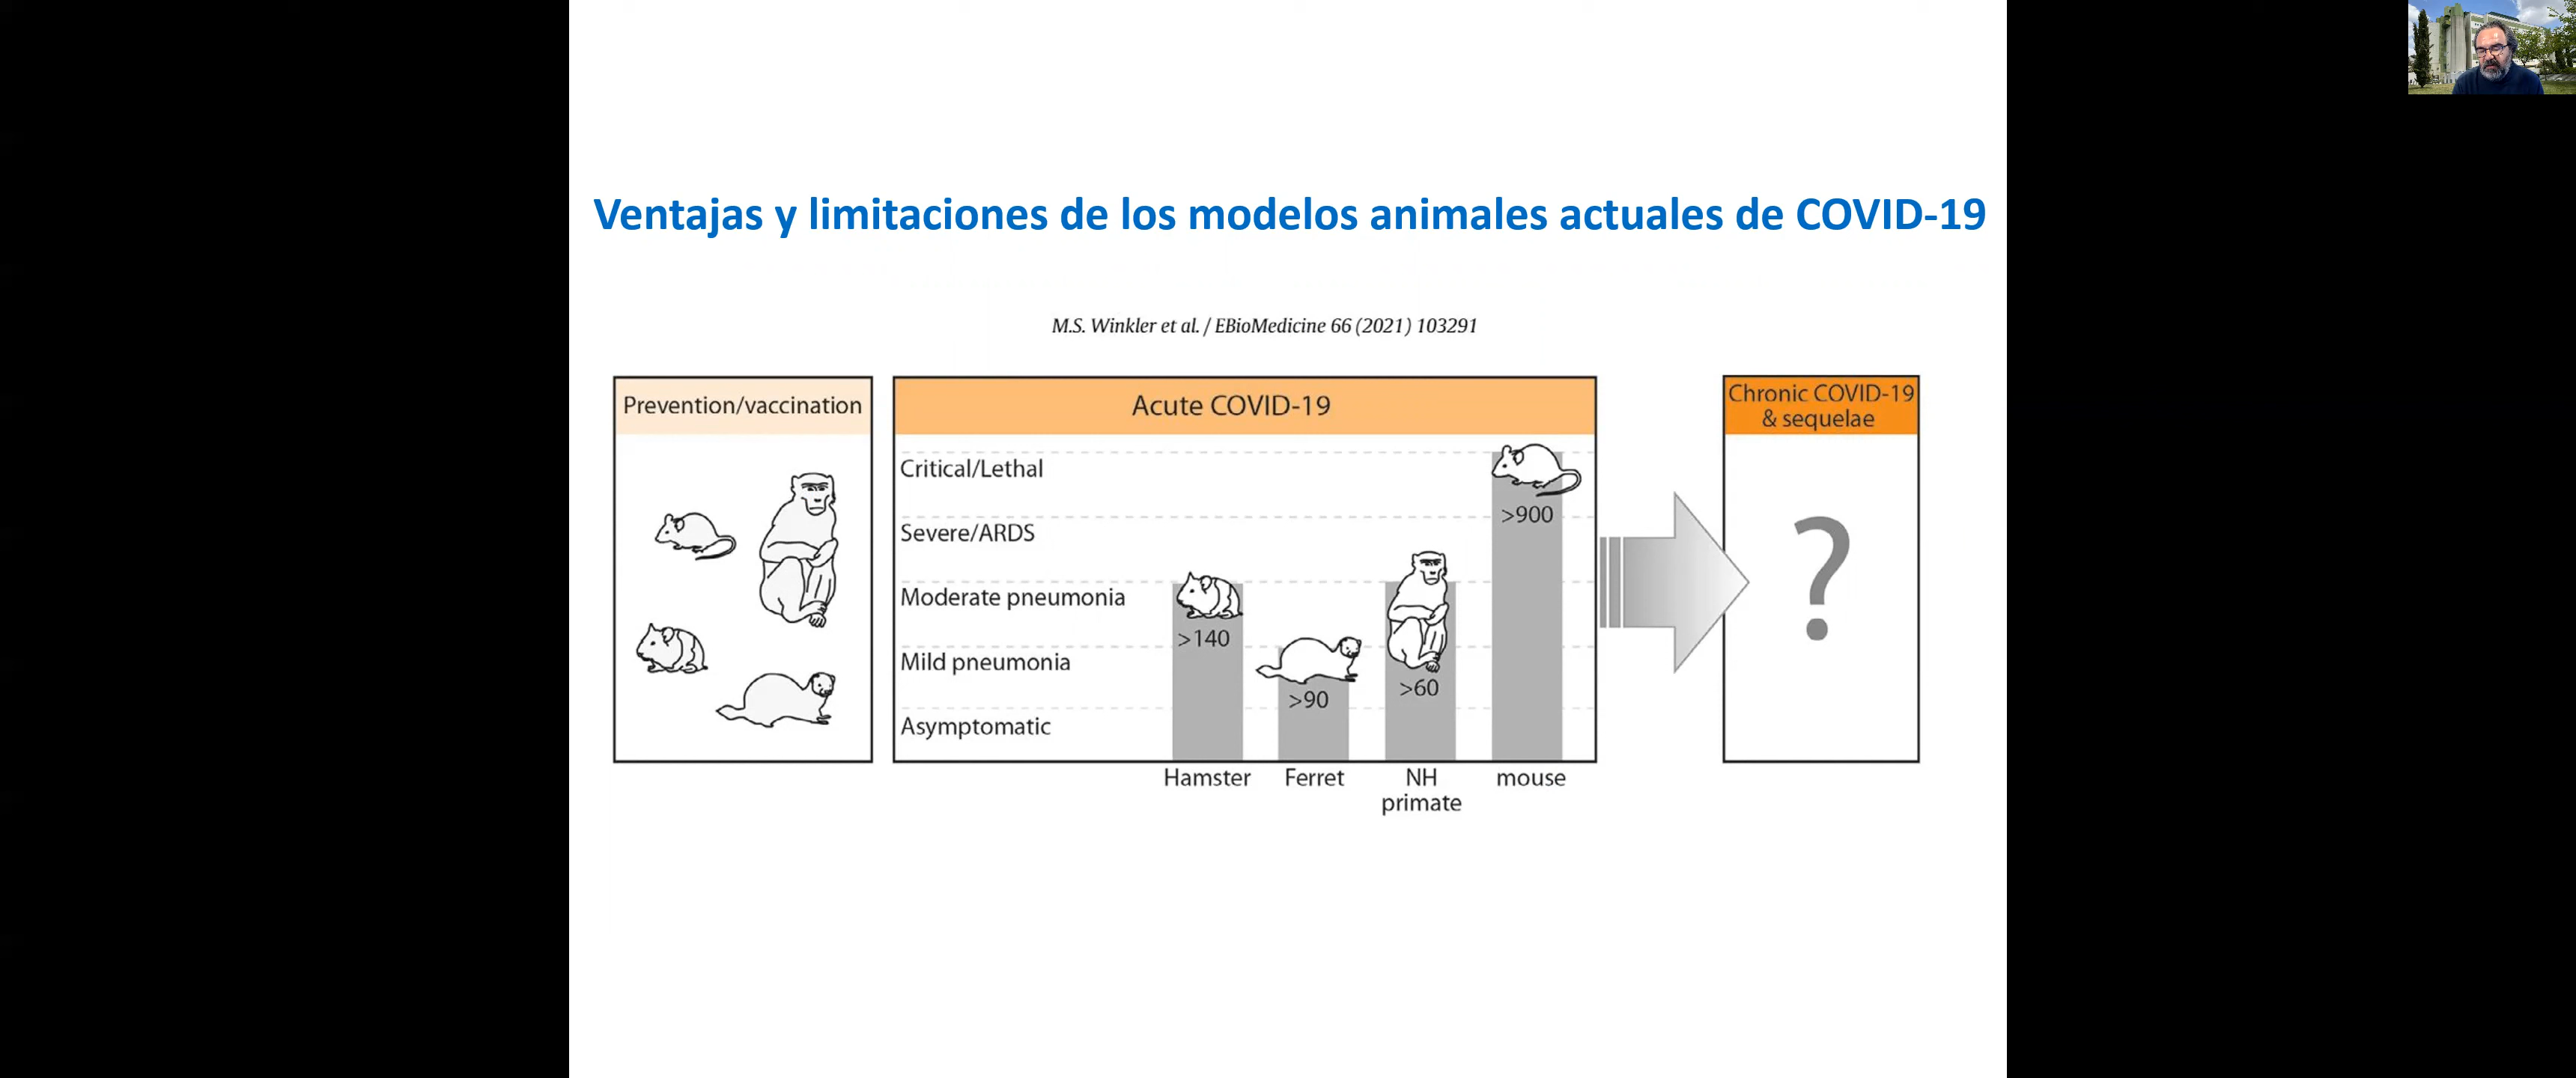 Ventajas y limitaciones de los modelos animales actuales de COVID-19
M.S. Winkler et al. / EBioMedicine 66 (2021) 103291
Prevention/vaccination
Acute COVID-19
Critical/Lethal
Severe/ARDS
Moderate pneumonia
Mild pneumonia
Asymptomatic
>140
>90
>60
>900
Hamster
Ferret
NH
primate
mouse
Chronic COVID-19
& sequelae
?